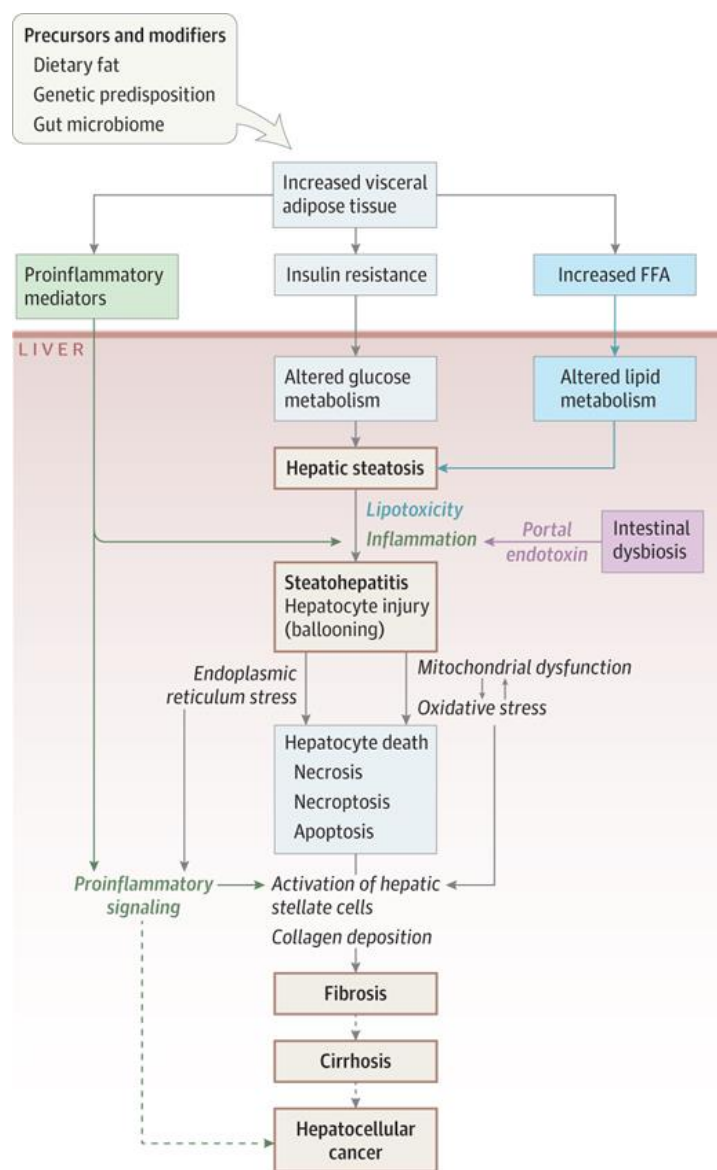 Precursors and modifiers
Dietary fat
Genetic predisposition
Gut microbiome
Increased visceral
adipose tissue
Proinflammatory
mediators
Insulin resistance
Increased FFA
LIVER
Altered glucose
metabolism
Altered lipid
metabolism
Hepatic steatosis
Lipotoxicity
Inflammation
Portal
endotoxin
Intestinal
dysbiosis
Steatohepatitis
Hepatocyte injury
(ballooning)
Endoplasmic
reticulum stress
Mitochondrial dysfunction
Oxidative stress
Hepatocyte death
Necrosis
Necroptosis
Apoptosis
Proinflammatory
signaling
Activation of hepatic
stellate cells
Collagen deposition
Fibrosis
Cirrhosis
Hepatocellular
cancer